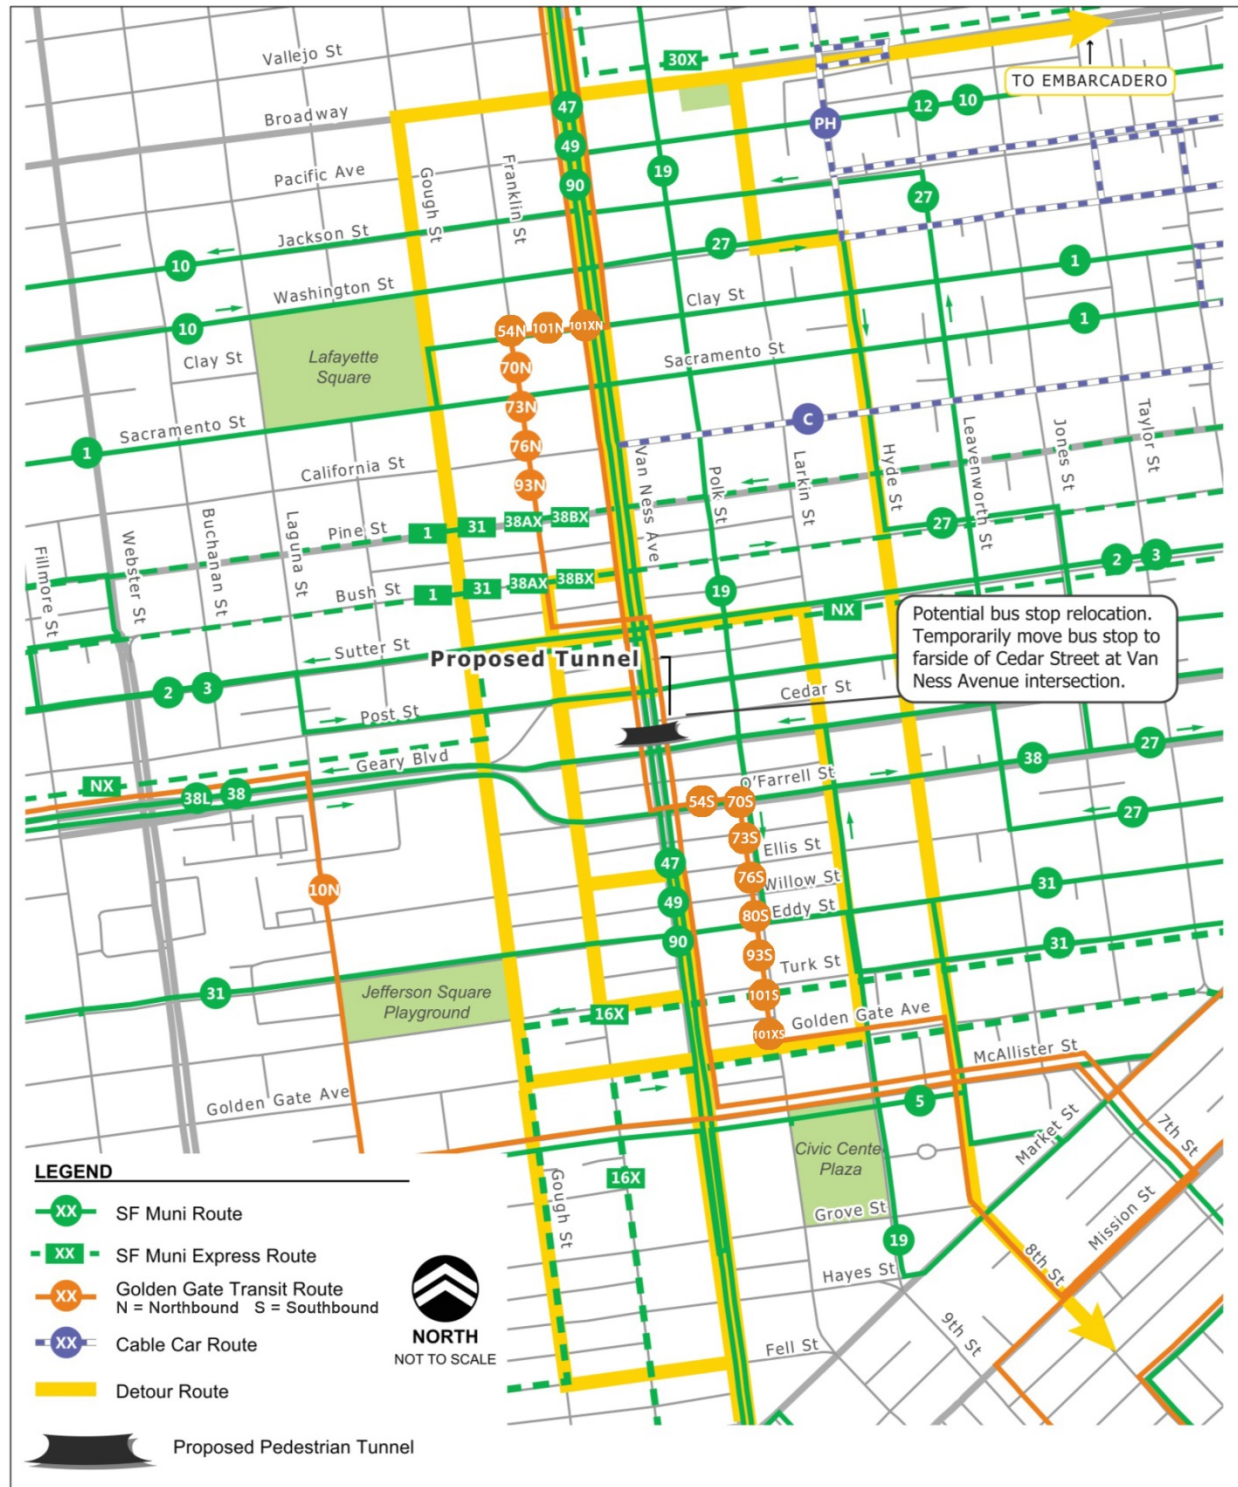 Vallejo St
30X
TO EMBARCADERO
Broadway
47
12
10
PH
49
Pacific Ave
Franklin St
19
90
Gough St
27
Jackson St
27
10
1
Washington St
Clay St
10
54N
101N
101XN
1
Clay St
Lafayette
Square
70N
Sacramento St
73N
C
Sacramento St
76N
1
California St
93N
Van Ness Ave
Polk St
Larkin St
Hyde St
Leavenworth St
Jones St
Taylor St
Pine St
1
31
38AX
38BX
27
Fillmore St
Webster St
Buchanan St
Laguna St
Bush St
1
31
38AX
38BX
19
2
3
NX
Potential bus stop relocation.
Temporarily move bus stop to
farside of Cedar Street at Van
Ness Avenue intersection.
Sutter St
Proposed Tunnel
2
3
Cedar St
Post St
Geary Blvd
38
27
NX
38L
38
O'Farrell St
54S
70S
27
73S
Ellis St
47
10N
76S
Willow St
31
49
80S
Eddy St
90
93S
31
Turk St
31
Jefferson Square
Playground
101S
16X
Golden Gate Ave
101XS
McAllister St
Golden Gate Ave
5
Market St
7th St
Civic Cente
Plaza
LEGEND
16X
Gough St
Mission St
XX SF Muni Route
Grove St
19
XX SF Muni Express Route
Hayes St
8th St
XX Golden Gate Transit Route
N = Northbound S = Southbound
9th St
NORTH
NOT TO SCALE
XX Cable Car Route
Fell St
Detour Route
Proposed Pedestrian Tunnel